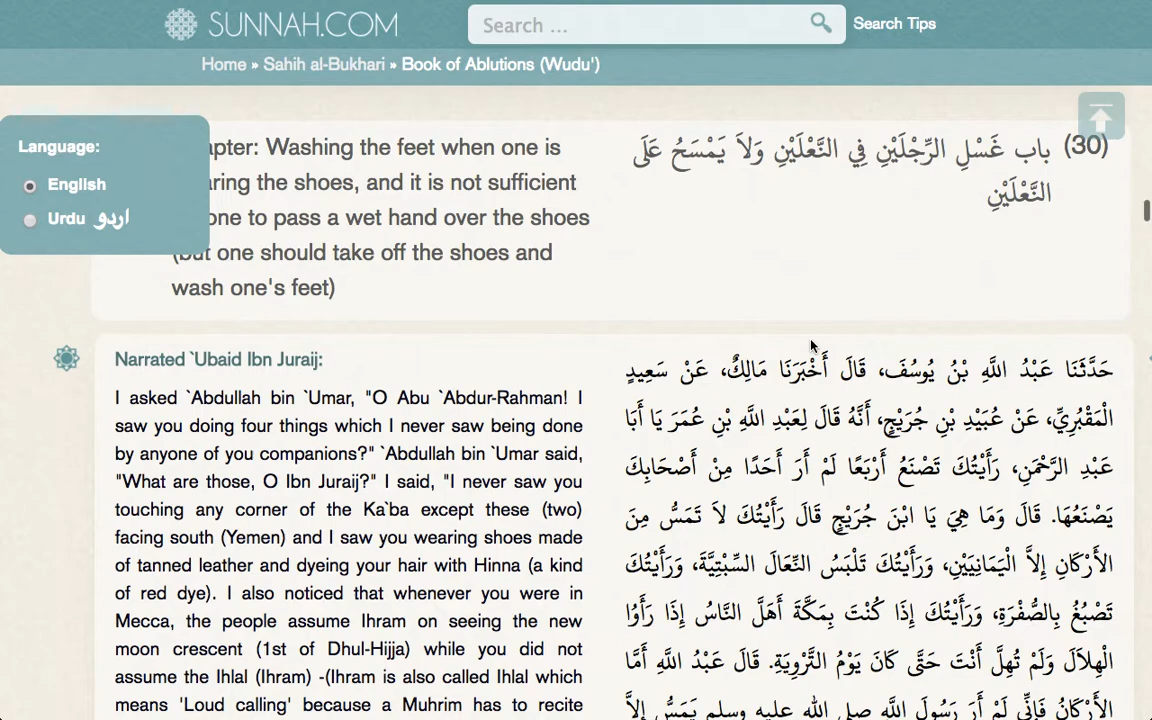 SUNNAH.COM
Search ...
Search Tips
Home » Sahih al-Bukhari » Book of Ablutions (Wudu')
Language:
English
Urdu اردو
apter: Washing the feet when one is
aring the shoes, and it is not sufficient
one to pass a wet hand over the shoes
(but one should take off the shoes and
wash one's feet)
(30) باب غَسْلِ الرِّجْلَيْنِ فِي النَّعْلَيْنِ وَلاَ يَمْسَحُ عَلَى
النَّعْلَيْنِ
Narrated `Ubaid Ibn Juraij:
I asked `Abdullah bin `Umar, "O Abu `Abdur-Rahman! I
saw you doing four things which I never saw being done
by anyone of you companions?" `Abdullah bin `Umar said,
"What are those, O Ibn Juraij?" I said, "I never saw you
touching any corner of the Ka`ba except these (two)
facing south (Yemen) and I saw you wearing shoes made
of tanned leather and dyeing your hair with Hinna (a kind
of red dye). I also noticed that whenever you were in
Mecca, the people assume Ihram on seeing the new
moon crescent (1st of Dhul-Hijja) while you did not
assume the Ihlal (Ihram) -(Ihram is also called Ihlal which
means 'Loud calling' because a Muhrim has to recite
حَدَّثَنَا عَبْدُ اللَّهِ بْنُ يُوسُفَ، قَالَ أَخْبَرَنَا مَالِكٌ، عَنْ سَعِيدٍ
الْمَقْبُرِيِّ، عَنْ عُبَيْدِ بْنِ جُرَيْجٍ، أَنَّهُ قَالَ لِعَبْدِ اللَّهِ بْنِ عُمَرَ يَا أَبَا
عَبْدِ الرَّحْمَنِ، رَأَيْتُكَ تَصْنَعُ أَرْبَعًا لَمْ أَرَ أَحَدًا مِنْ أَصْحَابِكَ
يَصْنَعُهَا. قَالَ وَمَا هِيَ يَا ابْنَ جُرَيْجٍ قَالَ رَأَيْتُكَ لاَ تَمَسُّ مِنَ
الأَرْكَانِ إِلاَّ الْيَمَانِيَيْنِ، وَرَأَيْتُكَ تَلْبَسُ النِّعَالَ السِّبْتِيَّةَ، وَرَأَيْتُكَ
تَصْبُغُ بِالصُّفْرَةِ، وَرَأَيْتُكَ إِذَا كُنْتَ بِمَكَّةَ أَهَلَّ النَّاسُ إِذَا رَأَوُا
الْهِلاَلَ وَلَمْ تُهِلَّ أَنْتَ حَتَّى كَانَ يَوْمُ التَّرْوِيَةِ. قَالَ عَبْدُ اللَّهِ أَمَّا
الأَرْكَانُ فَإِنِّي لَمْ أَرَ رَسُولَ اللَّهِ صلى الله عليه وسلم يَمَسُّ إِلاَّ